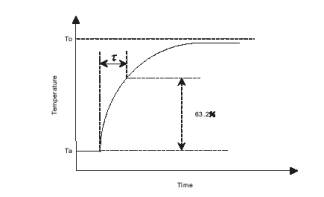 To
τ
Temperature
63.2%
Ta
Time